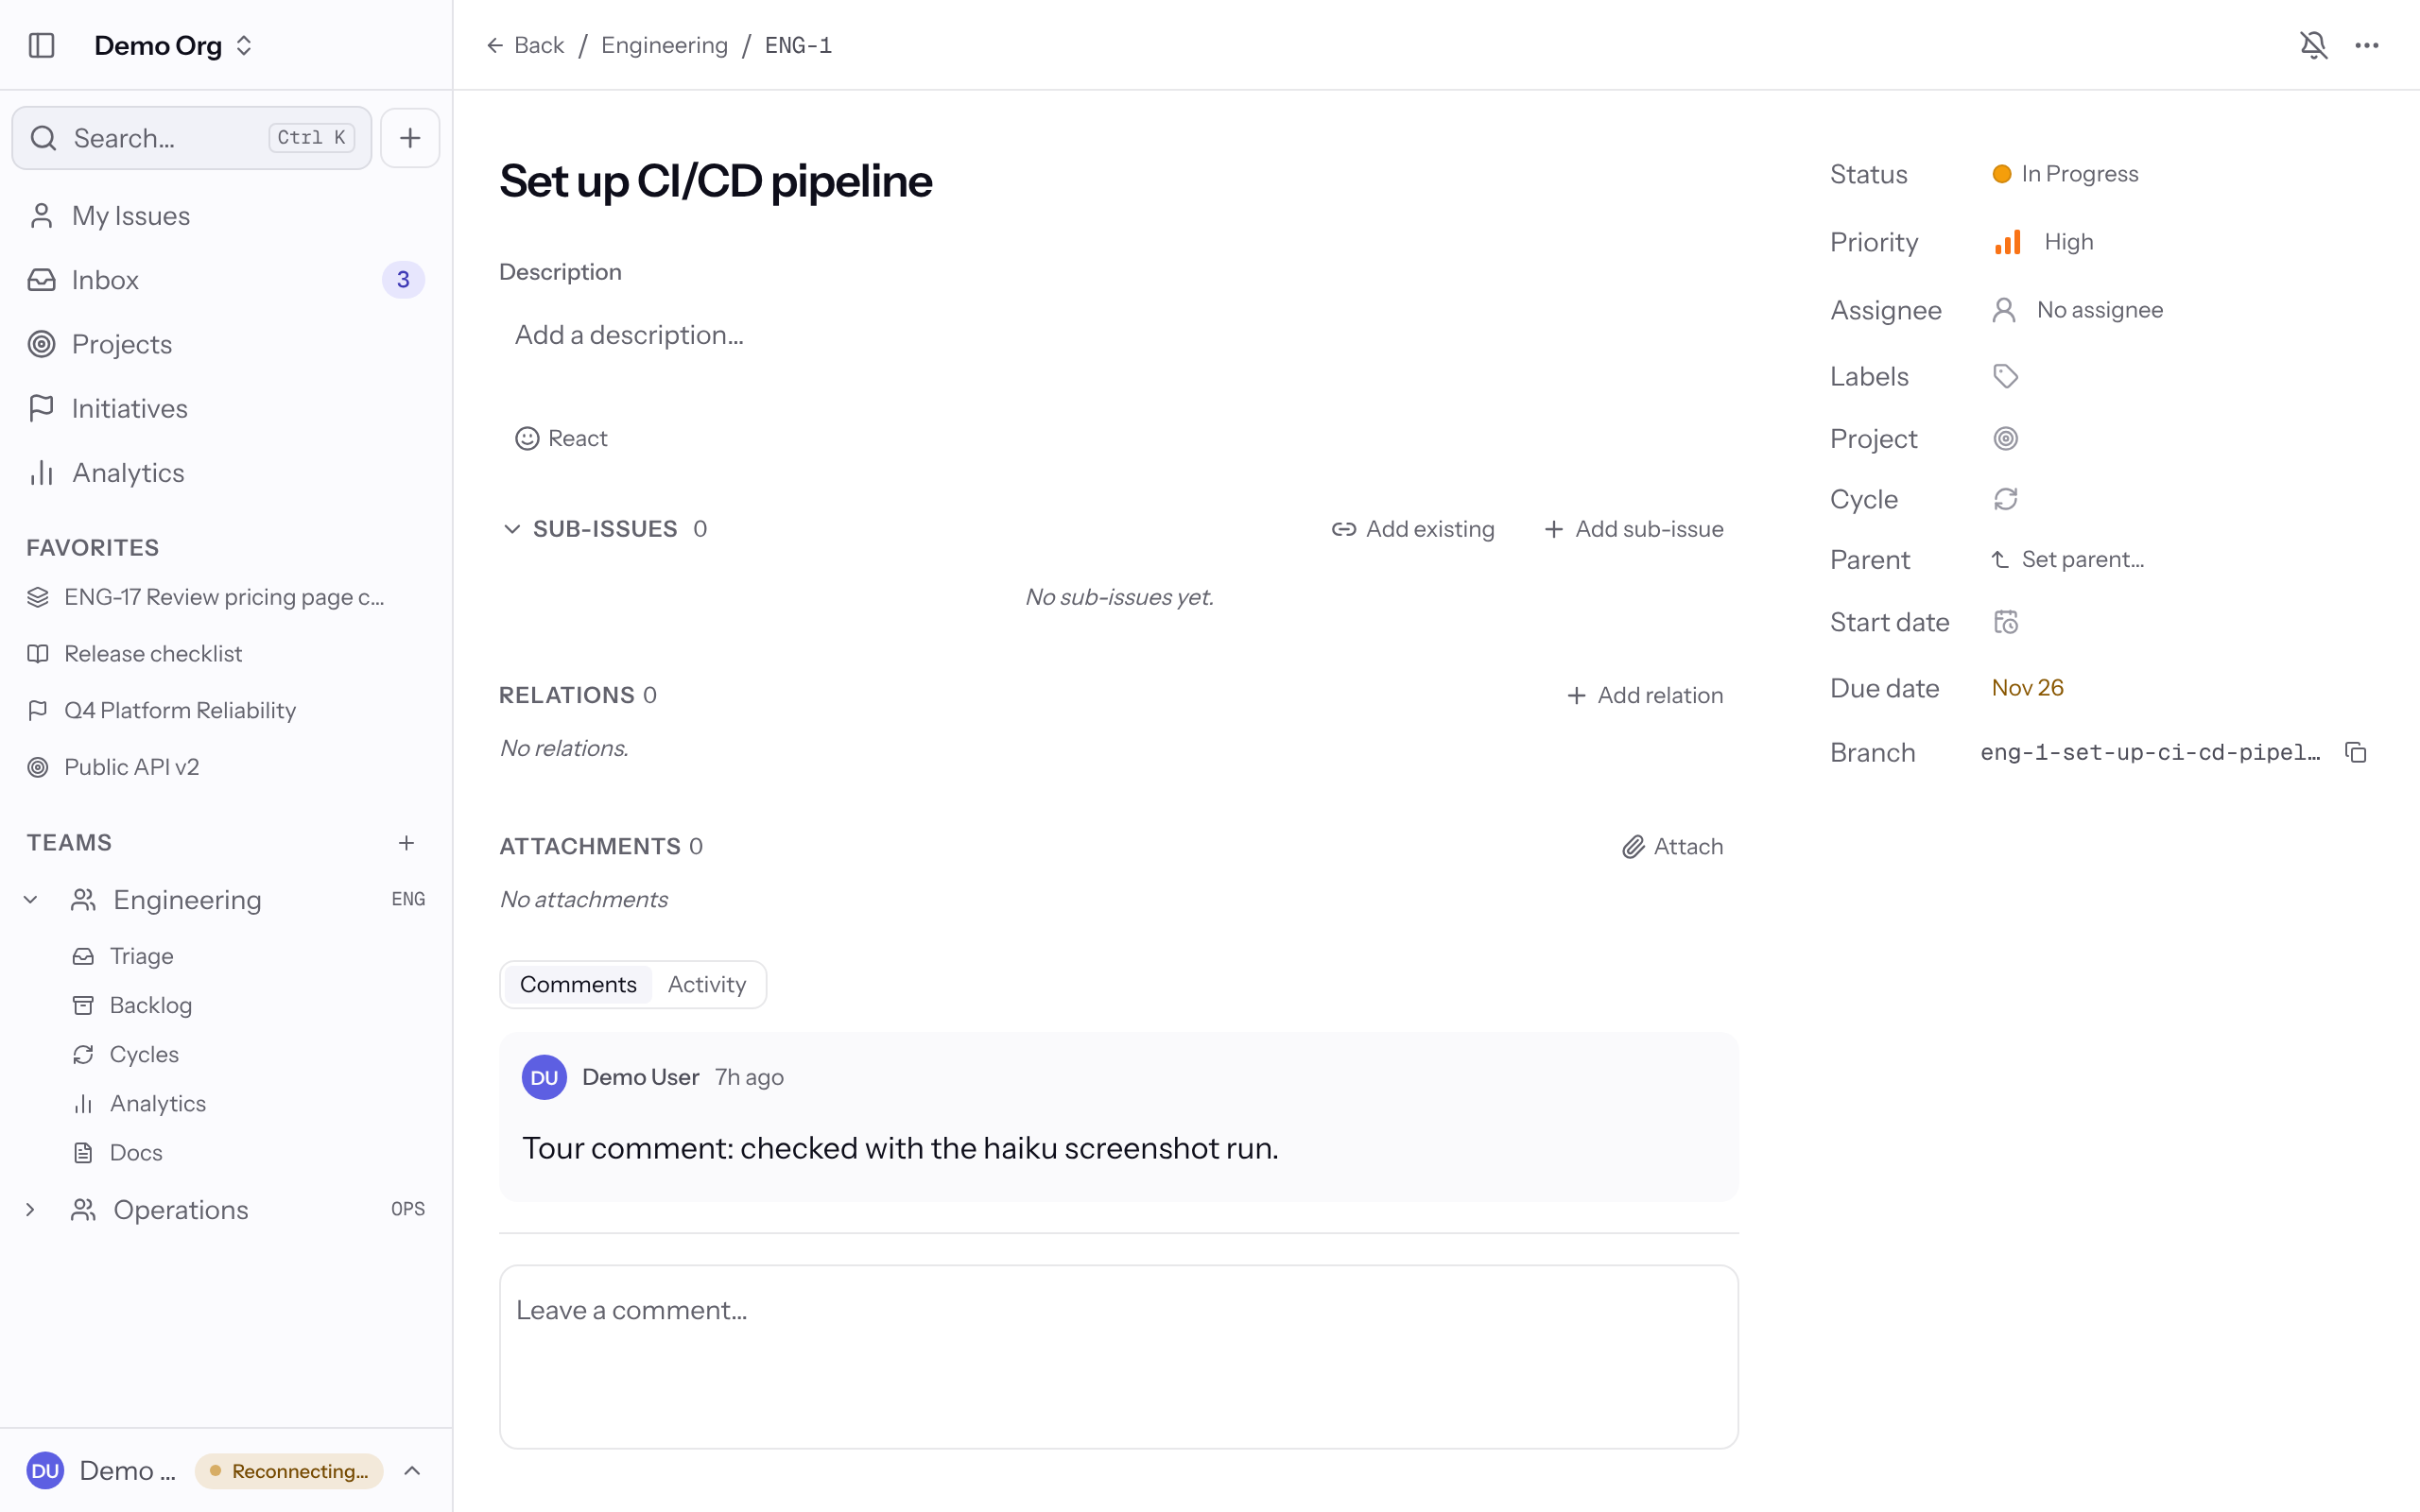 Demo Org
Back / Engineering / ENG-1
Search... Ctrl K
My Issues
Inbox 3
Projects
Initiatives
Analytics
FAVORITES
ENG-17 Review pricing page c...
Release checklist
Q4 Platform Reliability
Public API v2
TEAMS
Engineering ENG
Triage
Backlog
Cycles
Analytics
Docs
Operations OPS
DU Demo ... Reconnecting...
Set up CI/CD pipeline
Description
Add a description...
React
SUB-ISSUES 0 Add existing Add sub-issue
No sub-issues yet.
RELATIONS 0 Add relation
No relations.
ATTACHMENTS 0 Attach
No attachments
Comments Activity
DU Demo User 7h ago
Tour comment: checked with the haiku screenshot run.
Leave a comment...
Status In Progress
Priority High
Assignee No assignee
Labels
Project
Cycle
Parent Set parent...
Start date
Due date Nov 26
Branch eng-1-set-up-ci-cd-pipel...